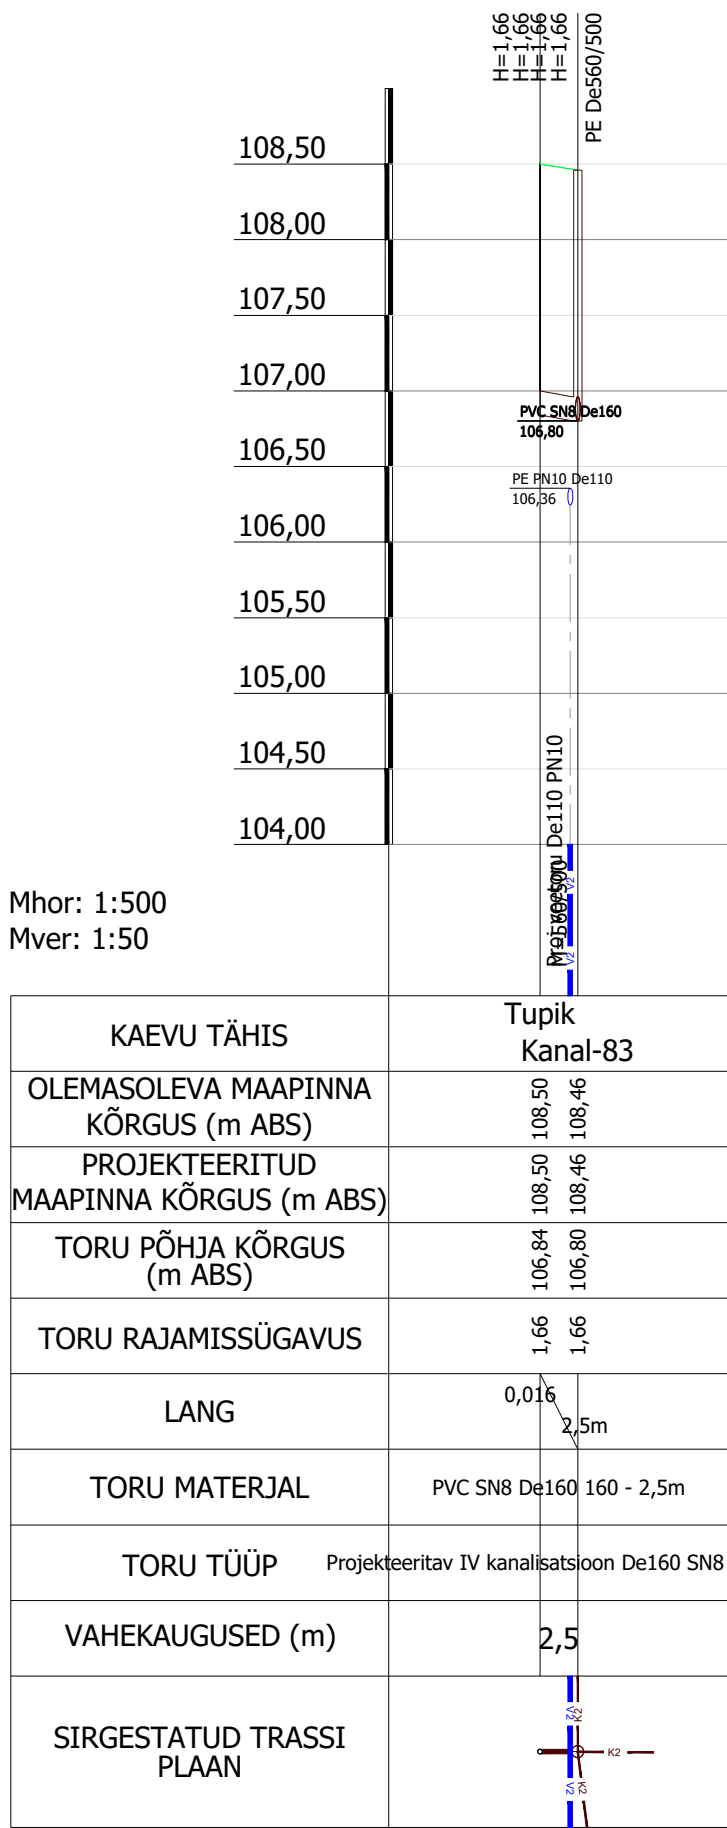 H=1,66
H=1,66
H=1,66
H=1,66
PE De560/500
108,50
108,00
107,50
107,00
PVC SN8 De160
106,80
106,50
PE PN10 De110
106,36
106,00
105,50
105,00
104,50
104,00
Proj veetoru De110 PN10
M-560/500
V2
V2
Mhor: 1:500
Mver: 1:50
KAEVU TÄHIS
Tupik
Kanal-83
OLEMASOLEVA MAAPINNA
KÕRGUS (m ABS)
108,50
108,46
PROJEKTEERITUD
MAAPINNA KÕRGUS (m ABS)
108,50
108,46
TORU PÕHJA KÕRGUS
(m ABS)
106,84
106,80
TORU RAJAMISSÜGAVUS
1,66
1,66
LANG
0,016
2,5m
TORU MATERJAL
PVC SN8 De160 160 - 2,5m
TORU TÜÜP
Projekteeritav IV kanalisatsioon De160 SN8
VAHEKAUGUSED (m)
2,5
SIRGESTATUD TRASSI
PLAAN
V2
K2
K2
V2
K2